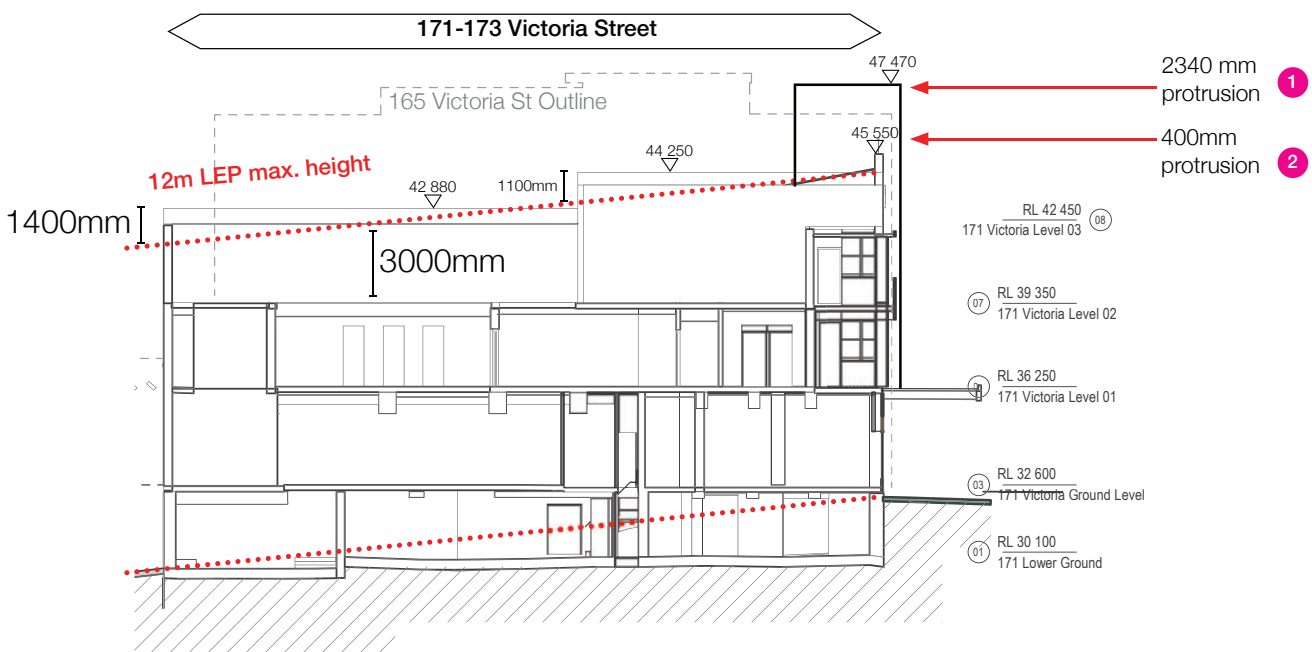 171-173 Victoria Street
47 470
2340 mm
protrusion
1
165 Victoria St Outline
45 550
400mm
protrusion
2
44 250
12m LEP max. height
42 880
1100mm
1400mm
RL 42 450
171 Victoria Level 03
08
3000mm
07
RL 39 350
171 Victoria Level 02
RL 36 250
171 Victoria Level 01
03
RL 32 600
171 Victoria Ground Level
01
RL 30 100
171 Lower Ground